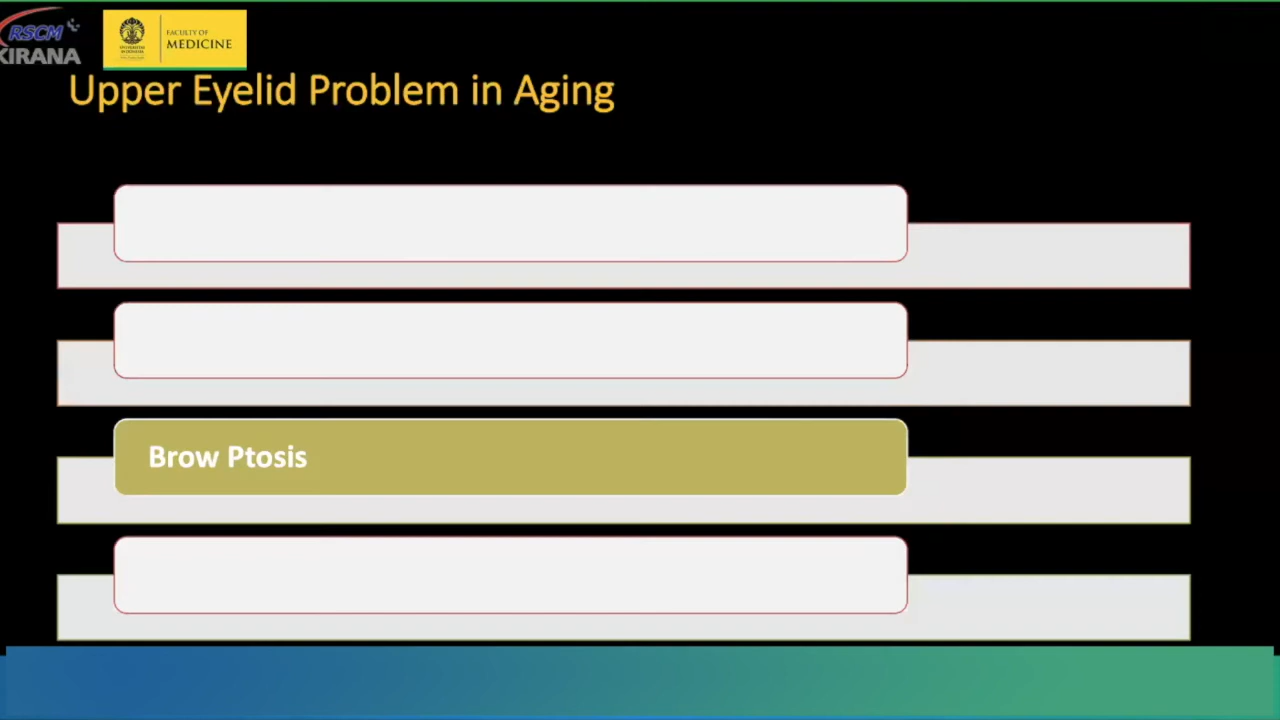 RSCM
KIRANA
FACULTY OF
MEDICINE
Upper Eyelid Problem in Aging
Brow Ptosis